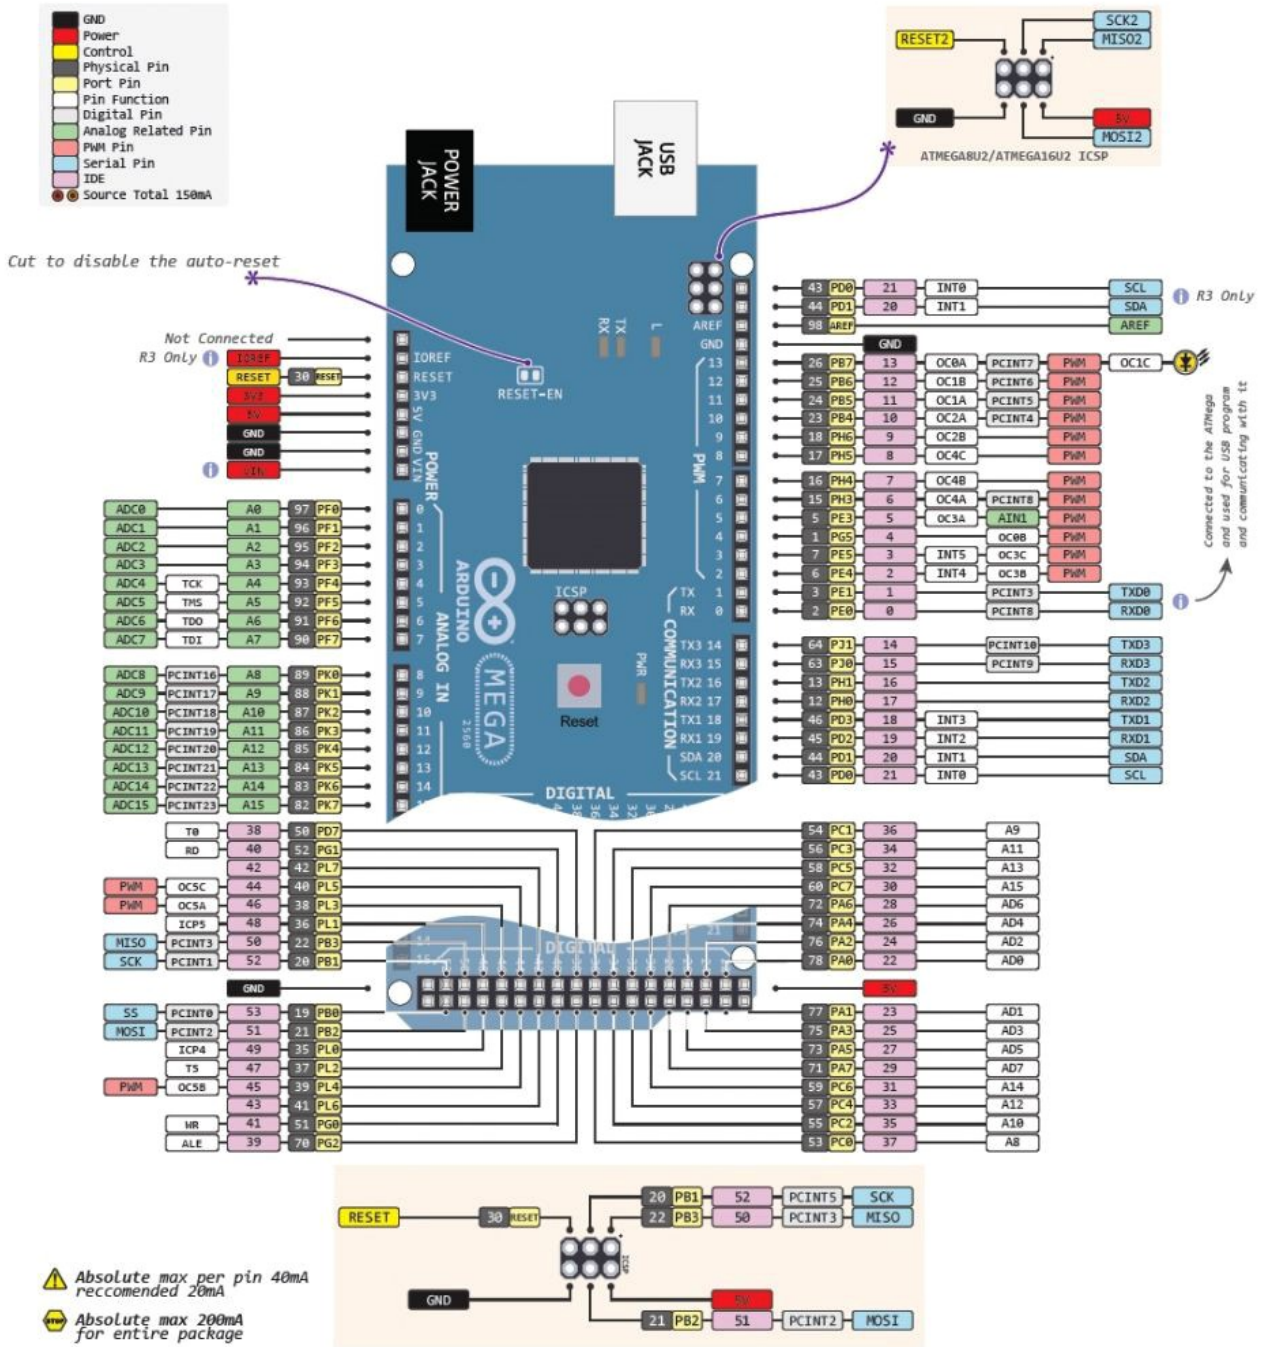 GND
Power
Control
Physical Pin
Port Pin
Pin Function
Digital Pin
Analog Related Pin
PWM Pin
Serial Pin
IDE
Source Total 150mA
SCK2
RESET2 MISO2
GND 5V
MOSI2
ATMEGA8U2/ATMEGA16U2 ICSP
POWER JACK
USB JACK
Cut to disable the auto-reset
Not Connected
R3 Only IOREF
RESET 30 RESET
3V3
5V
GND
GND
VIN
ADC0 A0 97 PF0
ADC1 A1 96 PF1
ADC2 A2 95 PF2
ADC3 A3 94 PF3
ADC4 TCK A4 93 PF4
ADC5 TMS A5 92 PF5
ADC6 TDO A6 91 PF6
ADC7 TDI A7 90 PF7
ADC8 PCINT16 A8 89 PK0
ADC9 PCINT17 A9 88 PK1
ADC10 PCINT18 A10 87 PK2
ADC11 PCINT19 A11 86 PK3
ADC12 PCINT20 A12 85 PK4
ADC13 PCINT21 A13 84 PK5
ADC14 PCINT22 A14 83 PK6
ADC15 PCINT23 A15 82 PK7
IOREF
RESET
3V3
5V
GND
GND
VIN
POWER
0
1
2
3
4
5
6
7
8
9
10
11
12
13
14
ANALOG IN
RX
TX
L
RESET-EN
ARDUINO
MEGA
2560
ICSP
PWR
Reset
AREF
GND
13
12
11
10
9
8
7
6
5
4
3
2
PWM
TX 1
RX 0
TX3 14
RX3 15
TX2 16
RX2 17
TX1 18
RX1 19
SDA 20
SCL 21
COMMUNICATION
DIGITAL
43 PD0 21 INT0 SCL
44 PD1 20 INT1 SDA
R3 Only
98 AREF AREF
GND
26 PB7 13 OC0A PCINT7 PWM OC1C
25 PB6 12 OC1B PCINT6 PWM
24 PB5 11 OC1A PCINT5 PWM
23 PB4 10 OC2A PCINT4 PWM
18 PH6 9 OC2B PWM
17 PH5 8 OC4C PWM
16 PH4 7 OC4B PWM
15 PH3 6 OC4A PCINT8 PWM
5 PE3 5 OC3A AIN1 PWM
1 PG5 4 OC0B PWM
7 PE5 3 INT5 OC3C PWM
6 PE4 2 INT4 OC3B PWM
3 PE1 1 PCINT3 TXD0
2 PE0 0 PCINT8 RXD0
Connected to the ATMega
and used for USB program
and communicating with it
64 PJ1 14 PCINT10 TXD3
63 PJ0 15 PCINT9 RXD3
13 PH1 16 TXD2
12 PH0 17 RXD2
46 PD3 18 INT3 TXD1
45 PD2 19 INT2 RXD1
44 PD1 20 INT1 SDA
43 PD0 21 INT0 SCL
T0 38 50 PD7
RD 40 52 PG1
42 42 PL7
PWM OC5C 44 40 PL5
PWM OC5A 46 38 PL3
ICP5 48 36 PL1
MISO PCINT3 50 22 PB3
SCK PCINT1 52 20 PB1
GND
SS PCINT0 53 19 PB0
MOSI PCINT2 51 21 PB2
ICP4 49 35 PL0
T5 47 37 PL2
PWM OC5B 45 39 PL4
43 41 PL6
WR 41 51 PG0
ALE 39 70 PG2
DIGITAL
54 PC1 36 A9
56 PC3 34 A11
58 PC5 32 A13
60 PC7 30 A15
72 PA6 28 AD6
74 PA4 26 AD4
76 PA2 24 AD2
78 PA0 22 AD0
5V
77 PA1 23 AD1
75 PA3 25 AD3
73 PA5 27 AD5
71 PA7 29 AD7
59 PC6 31 A14
57 PC4 33 A12
55 PC2 35 A10
53 PC0 37 A8
20 PB1 52 PCINT5 SCK
RESET 30 RESET 22 PB3 50 PCINT3 MISO
ICSP
GND 5V
21 PB2 51 PCINT2 MOSI
Absolute max per pin 40mA
reccomended 20mA
STOP
Absolute max 200mA
for entire package